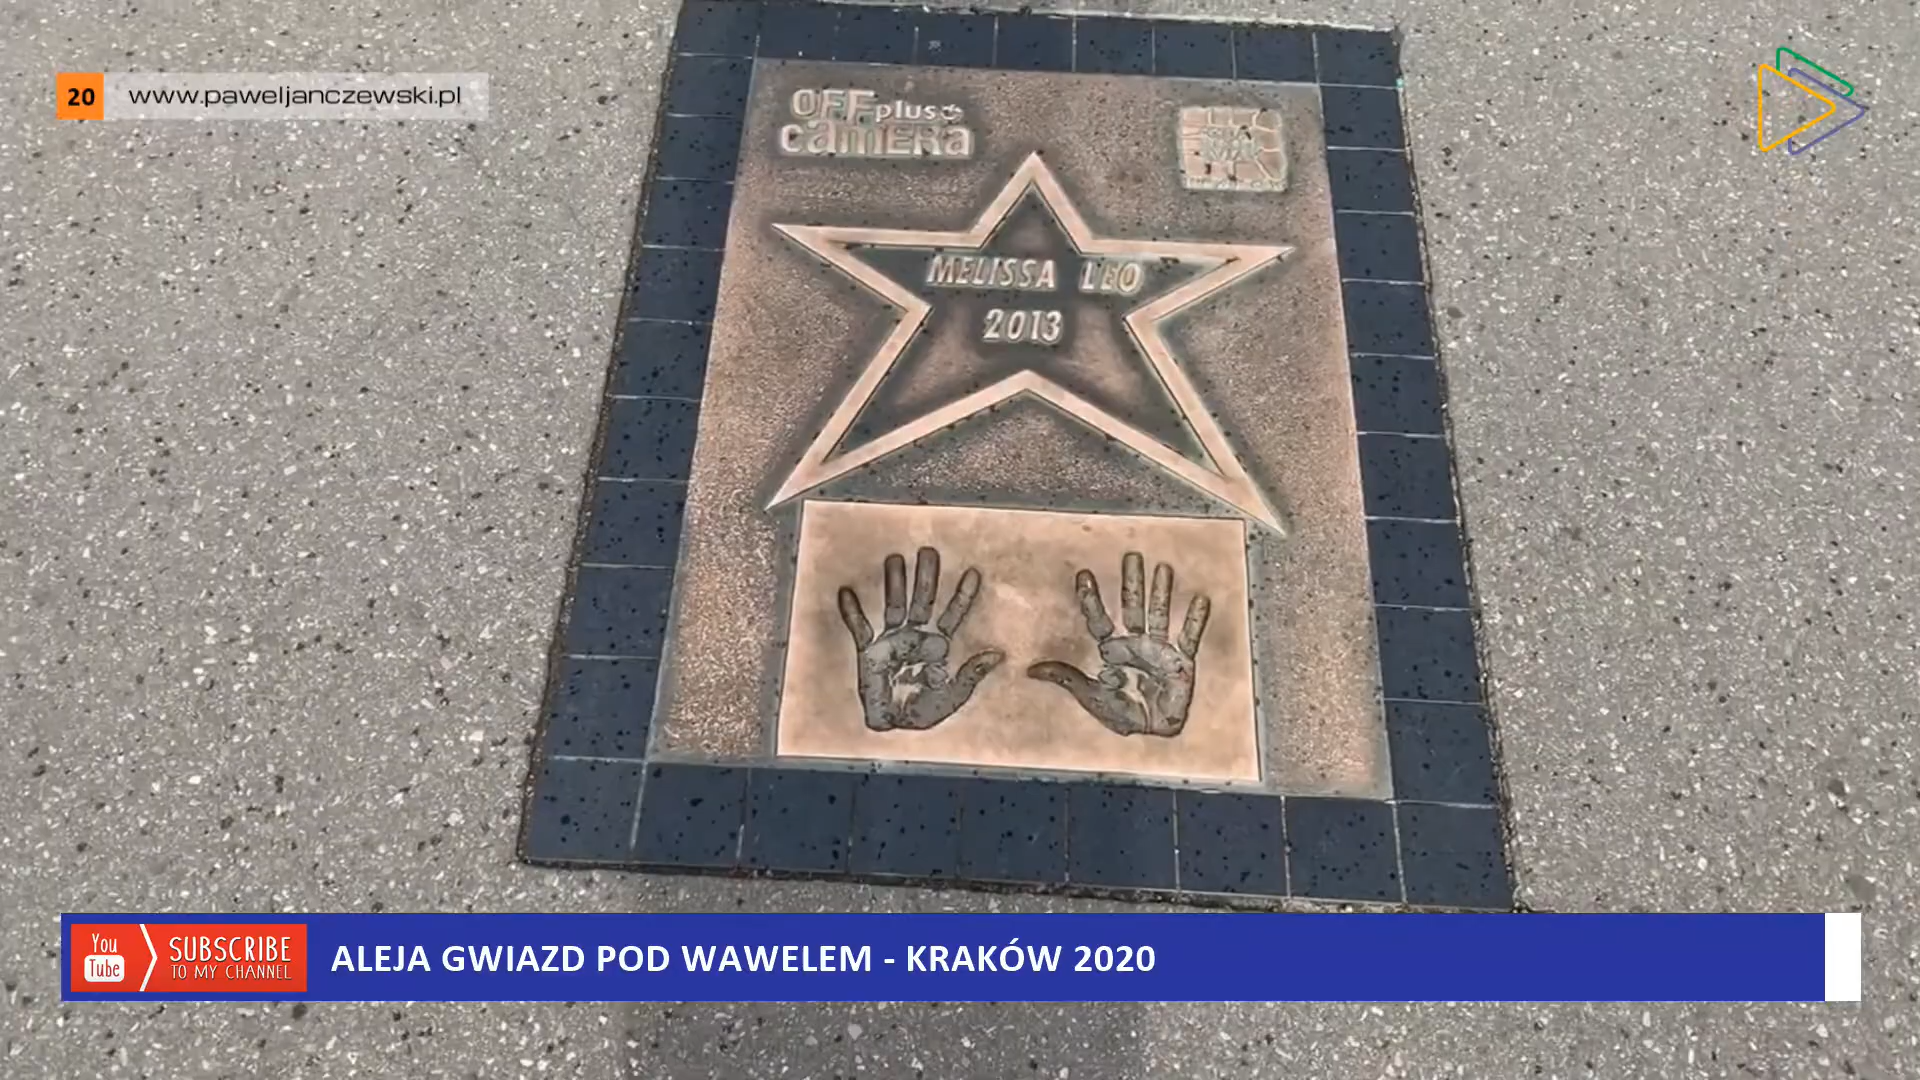 20 www.paweljanczewski.pl
OFF plus
camERa
MELISSA LEO
2013
You
Tube
SUBSCRIBE
TO MY CHANNEL
ALEJA GWIAZD POD WAWELEM - KRAKÓW 2020